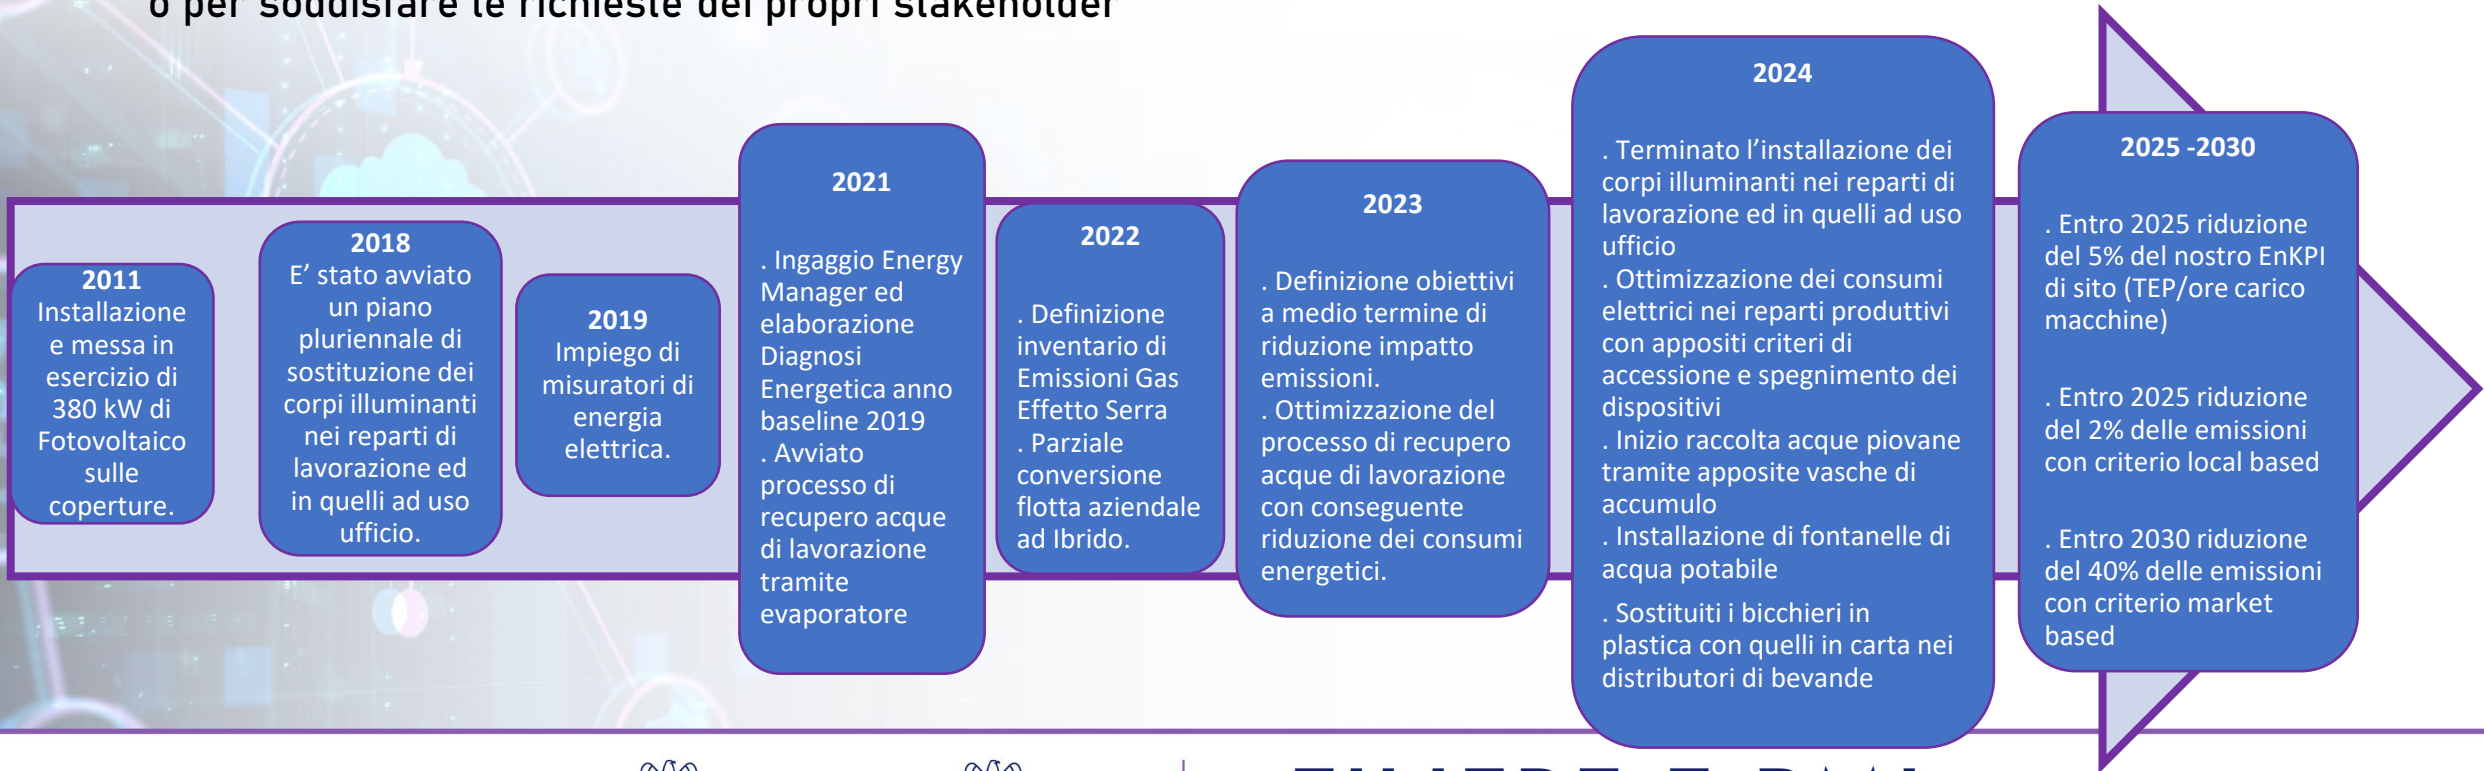 o per soddisfare le richieste dei propri stakeholder
2011
Installazione
e messa in
esercizio di
380 kW di
Fotovoltaico
sulle
coperture.
2018
E’ stato avviato
un piano
pluriennale di
sostituzione dei
corpi illuminanti
nei reparti di
lavorazione ed
in quelli ad uso
ufficio.
2019
Impiego di
misuratori di
energia
elettrica.
2021
. Ingaggio Energy
Manager ed
elaborazione
Diagnosi
Energetica anno
baseline 2019
. Avviato
processo di
recupero acque
di lavorazione
tramite
evaporatore
2022
. Definizione
inventario di
Emissioni Gas
Effetto Serra
. Parziale
conversione
flotta aziendale
ad Ibrido.
2023
. Definizione obiettivi
a medio termine di
riduzione impatto
emissioni.
. Ottimizzazione del
processo di recupero
acque di lavorazione
con conseguente
riduzione dei consumi
energetici.
2024
. Terminato l’installazione dei
corpi illuminanti nei reparti di
lavorazione ed in quelli ad uso
ufficio
. Ottimizzazione dei consumi
elettrici nei reparti produttivi
con appositi criteri di
accessione e spegnimento dei
dispositivi
. Inizio raccolta acque piovane
tramite apposite vasche di
accumulo
. Installazione di fontanelle di
acqua potabile
. Sostituiti i bicchieri in
plastica con quelli in carta nei
distributori di bevande
2025 -2030
. Entro 2025 riduzione
del 5% del nostro EnKPI
di sito (TEP/ore carico
macchine)
. Entro 2025 riduzione
del 2% delle emissioni
con criterio local based
. Entro 2030 riduzione
del 40% delle emissioni
con criterio market
based